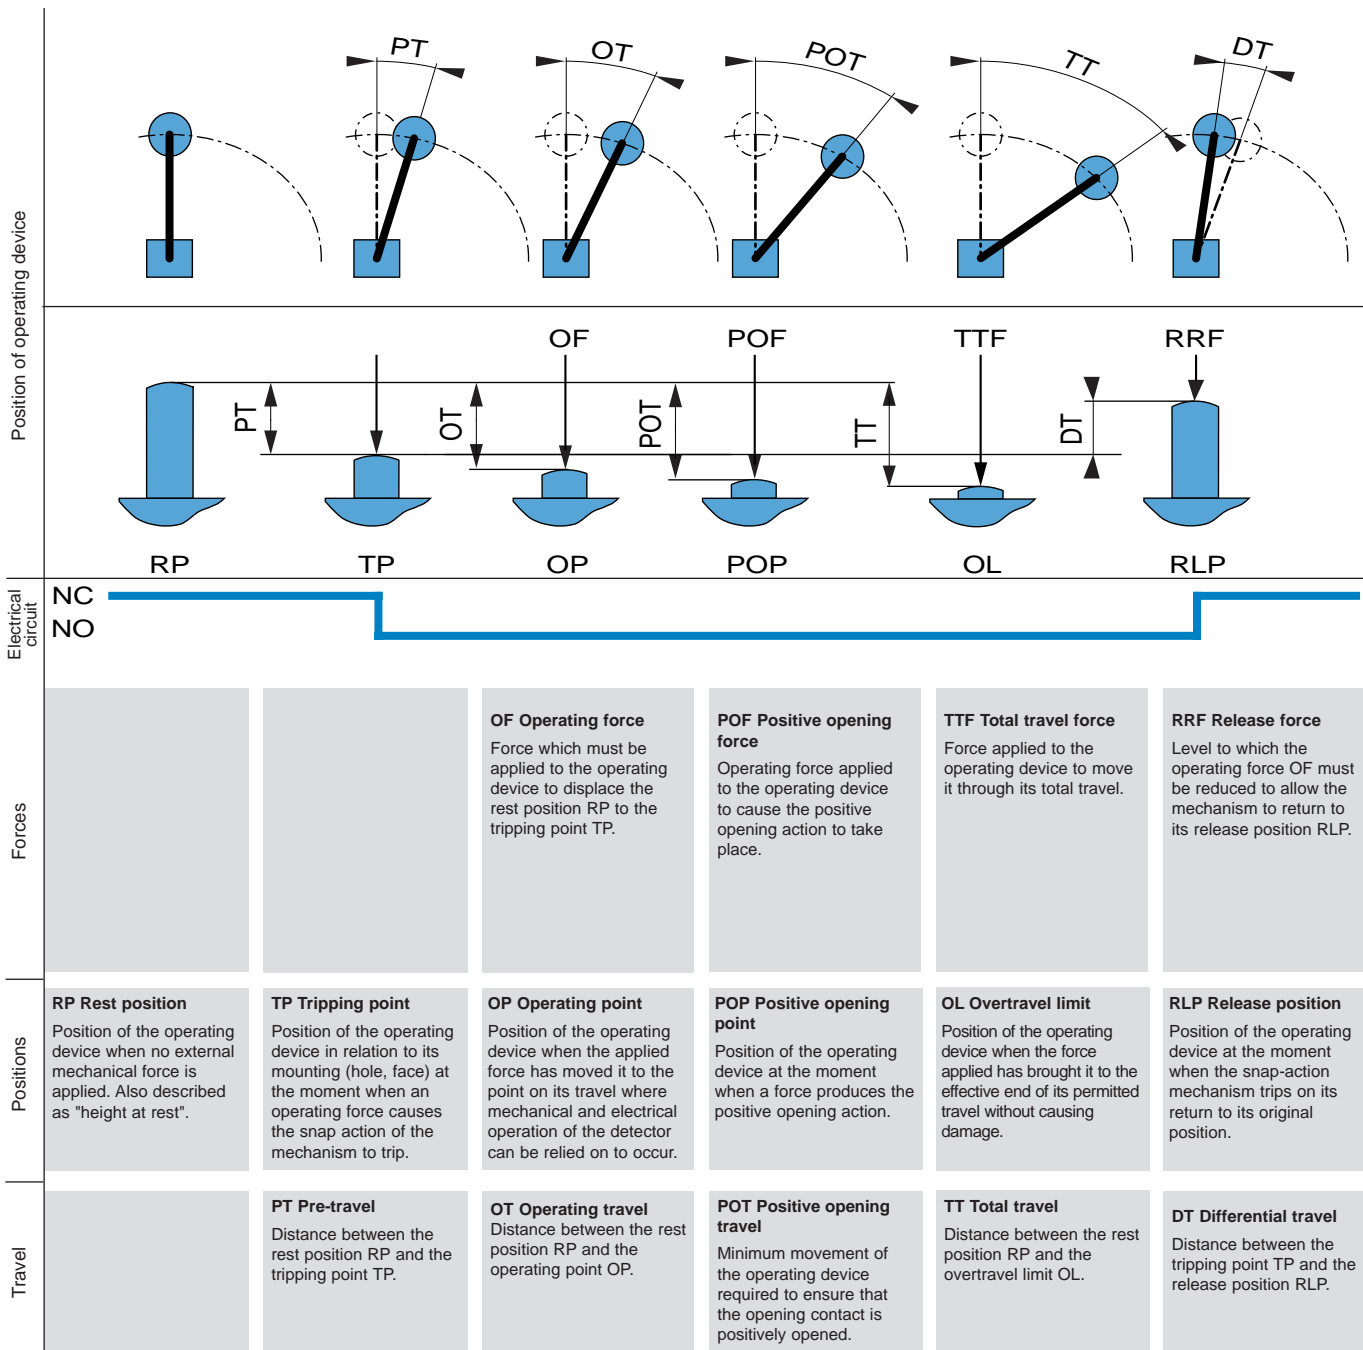 PT
OT
POT
TT
DT
Position of operating device
OF
POF
TTF
RRF
PT
OT
POT
TT
DT
RP
TP
OP
POP
OL
RLP
Electrical
circuit
NC
NO
Forces
OF Operating force
Force which must be
applied to the operating
device to displace the
rest position RP to the
tripping point TP.
POF Positive opening
force
Operating force applied
to the operating device
to cause the positive
opening action to take
place.
TTF Total travel force
Force applied to the
operating device to move
it through its total travel.
RRF Release force
Level to which the
operating force OF must
be reduced to allow the
mechanism to return to
its release position RLP.
Positions
RP Rest position
Position of the operating
device when no external
mechanical force is
applied. Also described
as "height at rest".
TP Tripping point
Position of the operating
device in relation to its
mounting (hole, face) at
the moment when an
operating force causes
the snap action of the
mechanism to trip.
OP Operating point
Position of the operating
device when the applied
force has moved it to the
point on its travel where
mechanical and electrical
operation of the detector
can be relied on to occur.
POP Positive opening
point
Position of the operating
device at the moment
when a force produces the
positive opening action.
OL Overtravel limit
Position of the operating
device when the force
applied has brought it to the
effective end of its permitted
travel without causing
damage.
RLP Release position
Position of the operating
device at the moment
when the snap-action
mechanism trips on its
return to its original
position.
Travel
PT Pre-travel
Distance between the
rest position RP and the
tripping point TP.
OT Operating travel
Distance between the rest
position RP and the
operating point OP.
POT Positive opening
travel
Minimum movement of
the operating device
required to ensure that
the opening contact is
positively opened.
TT Total travel
Distance between the rest
position RP and the
overtravel limit OL.
DT Differential travel
Distance between the
tripping point TP and the
release position RLP.